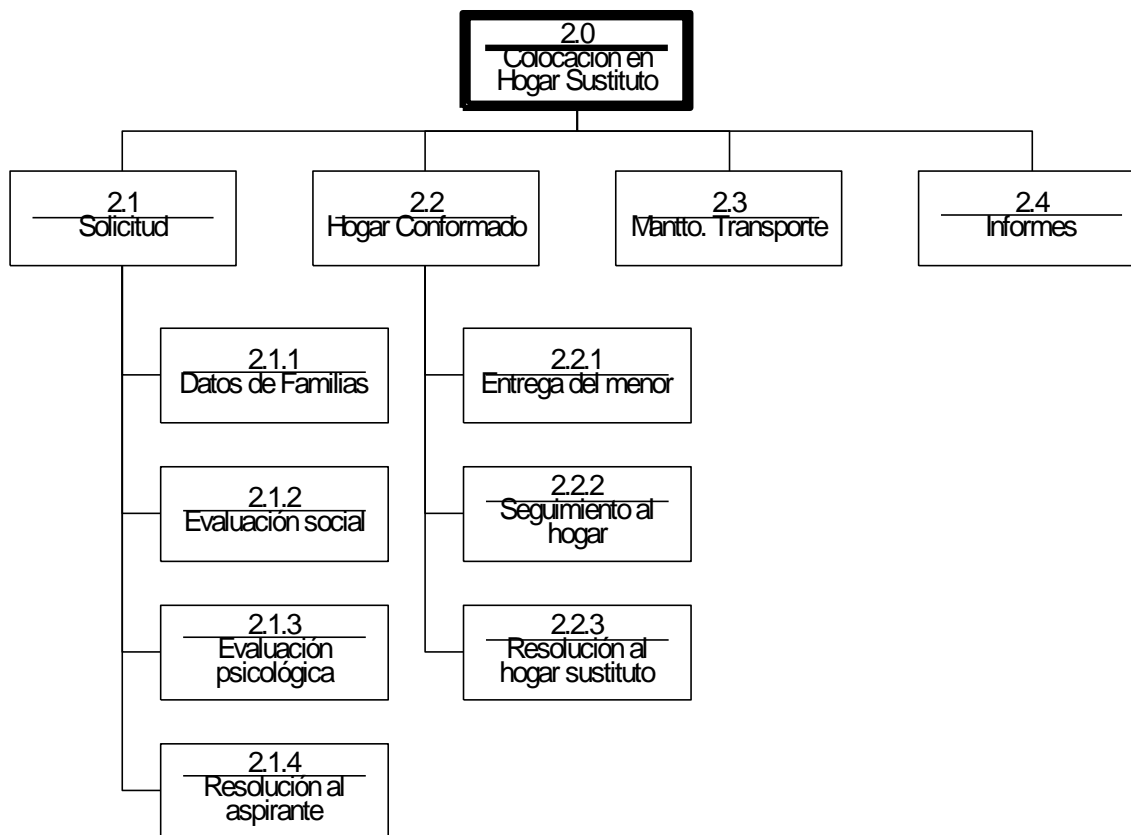 2.0
Colocación en
Hogar Sustituto
2.1
Solicitud
2.2
Hogar Conformado
2.3
Mantto. Transporte
2.4
Informes
2.1.1
Datos de Familias
2.2.1
Entrega del menor
2.1.2
Evaluación social
2.2.2
Seguimiento al
hogar
2.1.3
Evaluación
psicológica
2.2.3
Resolución al
hogar sustituto
2.1.4
Resolución al
aspirante